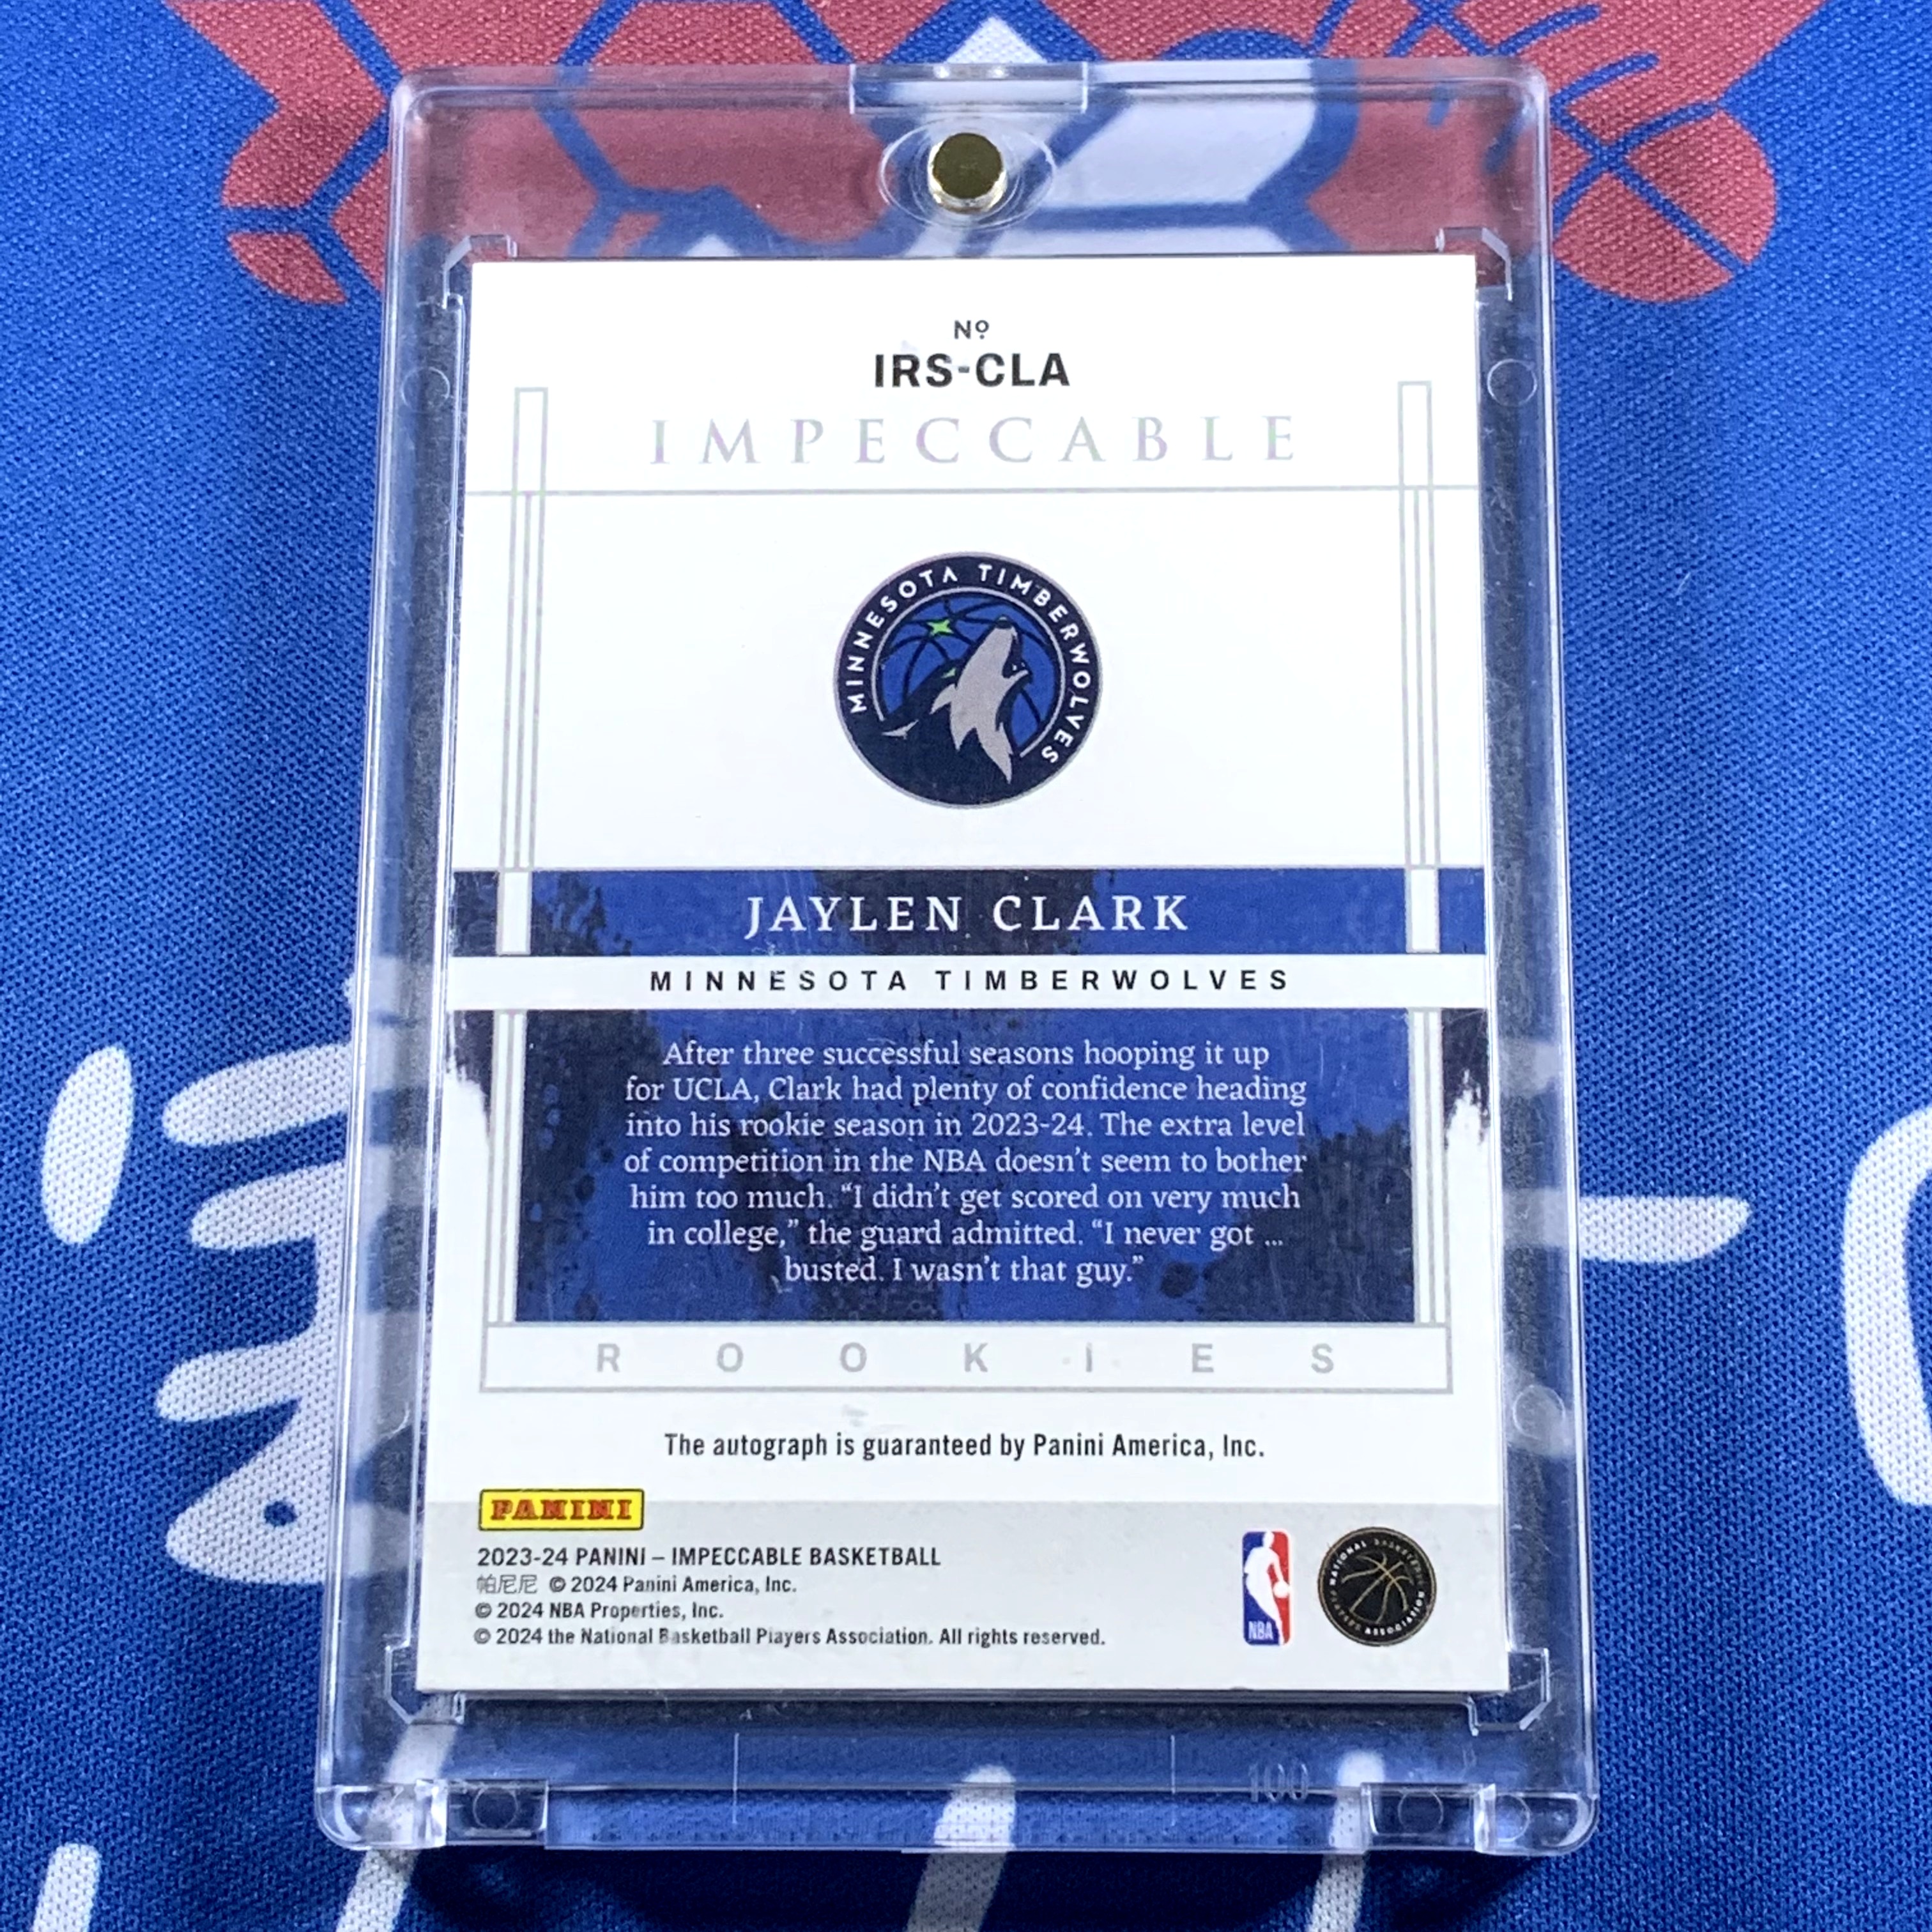 Nº
IRS-CLA
IMPECCABLE
MINNESOTA TIMBERWOLVES
JAYLEN CLARK
MINNESOTA TIMBERWOLVES
After three successful seasons hooping it up
for UCLA, Clark had plenty of confidence heading
into his rookie season in 2023-24. The extra level
of competition in the NBA doesn't seem to bother
him too much. “I didn't get scored on very much
in college,” the guard admitted. “I never got ...
busted. I wasn't that guy.”
ROOKIES
The autograph is guaranteed by Panini America, Inc.
PANINI
2023-24 PANINI – IMPECCABLE BASKETBALL
帕尼尼 © 2024 Panini America, Inc.
© 2024 NBA Properties, Inc.
© 2024 the National Basketball Players Association. All rights reserved.
NBA
NATIONAL BASKETBALL
PLAYERS ASSOCIATION
100